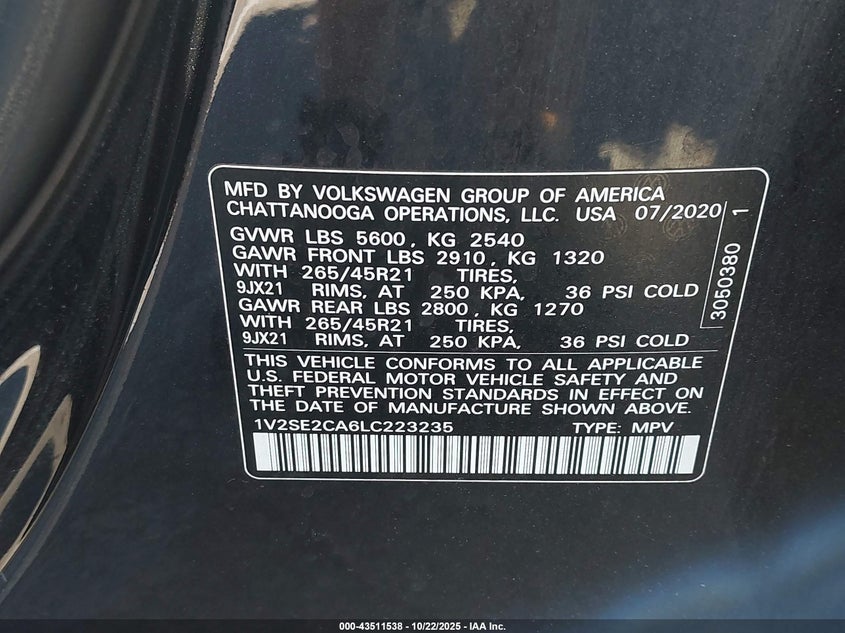 MFD BY VOLKSWAGEN GROUP OF AMERICA
CHATTANOOGA OPERATIONS, LLC. USA 07/2020
GVWR LBS 5600, KG 2540
GAWR FRONT LBS 2910, KG 1320
WITH 265/45R21 TIRES,
9JX21 RIMS, AT 250 KPA, 36 PSI COLD
GAWR REAR LBS 2800, KG 1270
WITH 265/45R21 TIRES,
9JX21 RIMS, AT 250 KPA, 36 PSI COLD
THIS VEHICLE CONFORMS TO ALL APPLICABLE
U.S. FEDERAL MOTOR VEHICLE SAFETY AND
THEFT PREVENTION STANDARDS IN EFFECT ON
THE DATE OF MANUFACTURE SHOWN ABOVE.
1V2SE2CA6LC223235 TYPE: MPV
3050380 1
000-43511538 - 10/22/2025 - IAA Inc.